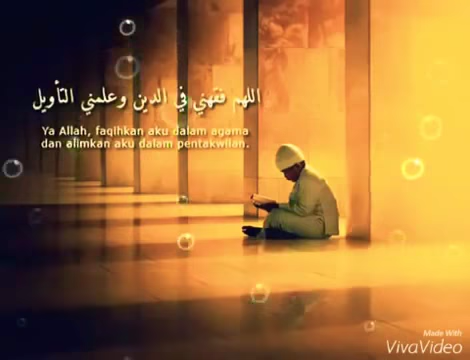 اللهم فقهني في الدين وعلمني التأويل
Ya Allah, faqihkan aku dalam agama
dan alimkan aku dalam pentakwilan.
Made With
VivaVideo